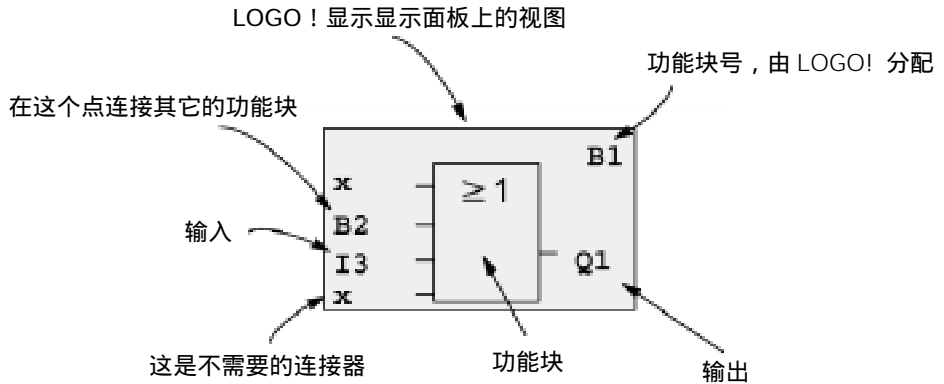 LOGO！显示显示面板上的视图
功能块号，由 LOGO! 分配
在这个点连接其它的功能块
B1
x
≥1
B2
输入
I3
Q1
x
这是不需要的连接器
功能块
输出